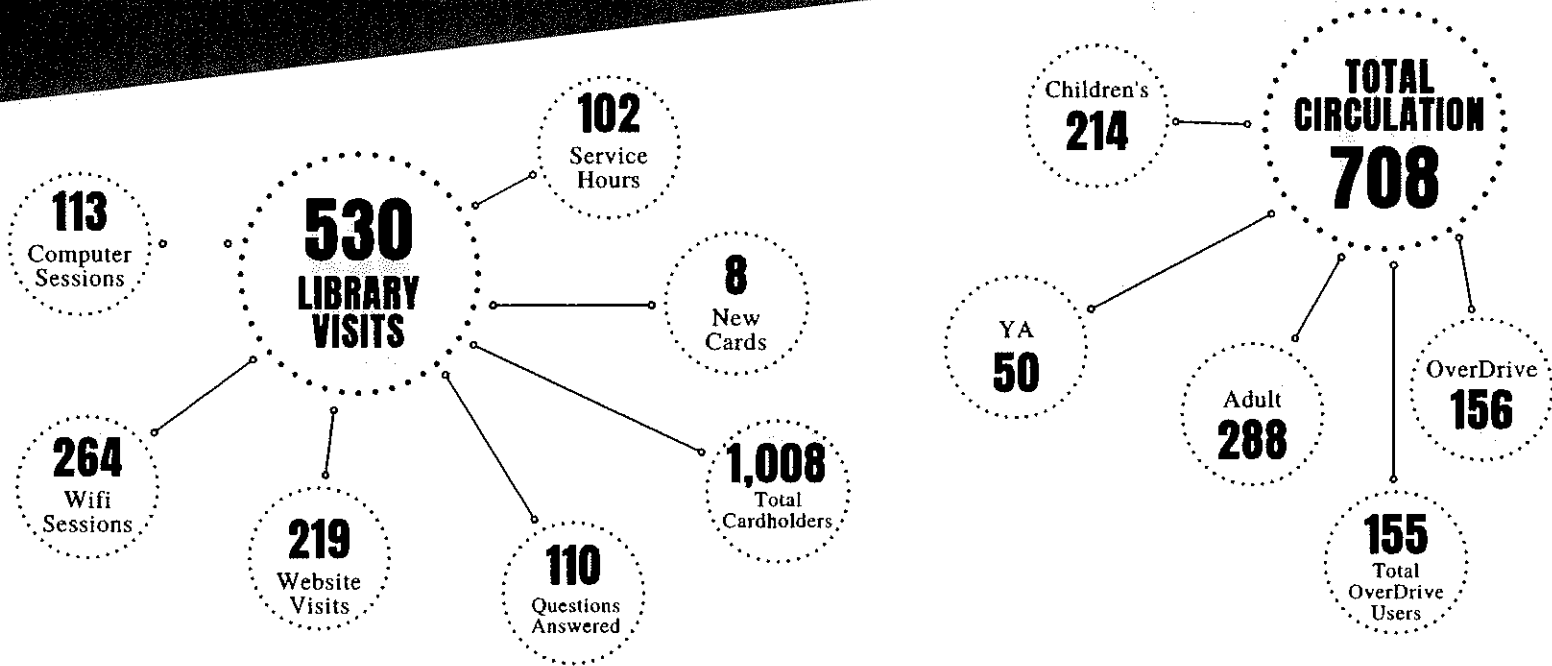 102
Service
Hours
113
Computer
Sessions
530
LIBRARY
VISITS
8
New
Cards
264
Wifi
Sessions
219
Website
Visits
110
Questions
Answered
1,008
Total
Cardholders
TOTAL
CIRCULATION
708
Children's
214
YA
50
Adult
288
OverDrive
156
155
Total
OverDrive
Users